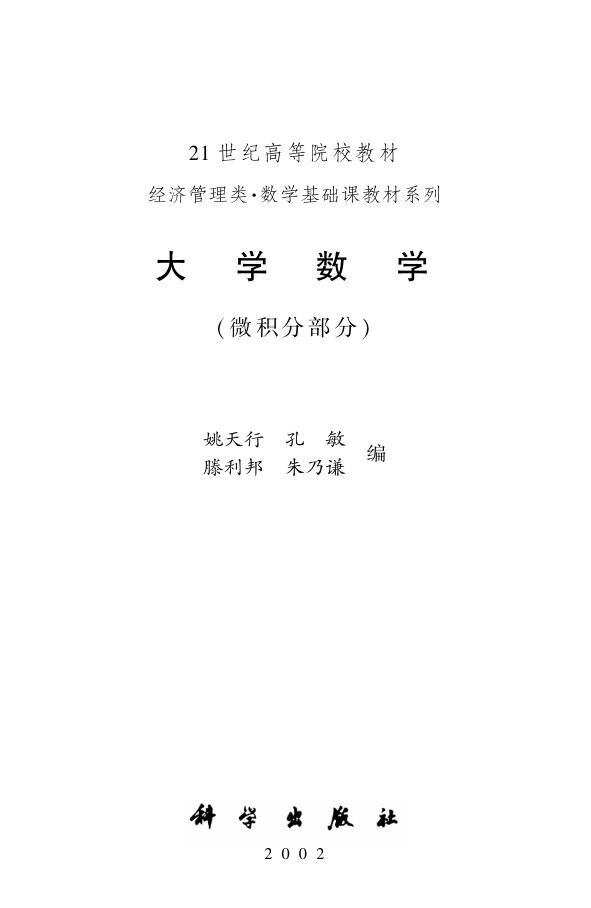 21世纪高等院校教材
经济管理类·数学基础课教材系列
大学数学
(微积分部分)
姚天行 孔敏
滕利邦 朱乃谦 编
科学出版社
2002